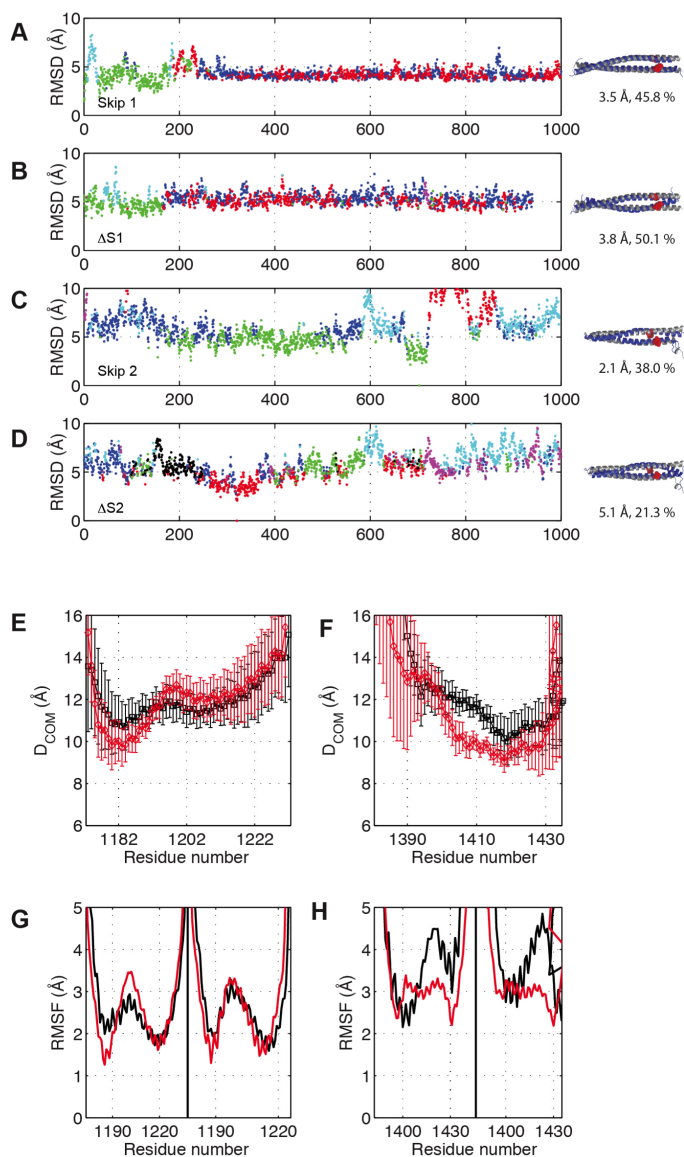 A
RMSD (Å)
10
5
0
Skip 1
0 200 400 600 800 1000
3.5 Å, 45.8 %
B
RMSD (Å)
10
5
0
ΔS1
0 200 400 600 800 1000
3.8 Å, 50.1 %
C
RMSD (Å)
10
5
0
Skip 2
0 200 400 600 800 1000
2.1 Å, 38.0 %
D
RMSD (Å)
10
5
0
ΔS2
0 200 400 600 800 1000
5.1 Å, 21.3 %
E
D_COM (Å)
16
14
12
10
8
6
1182 1202 1222
Residue number
F
D_COM (Å)
16
14
12
10
8
6
1390 1410 1430
Residue number
G
RMSF (Å)
5
4
3
2
1
0
1190 1220 1190 1220
Residue number
H
RMSF (Å)
5
4
3
2
1
0
1400 1430 1400 1430
Residue number